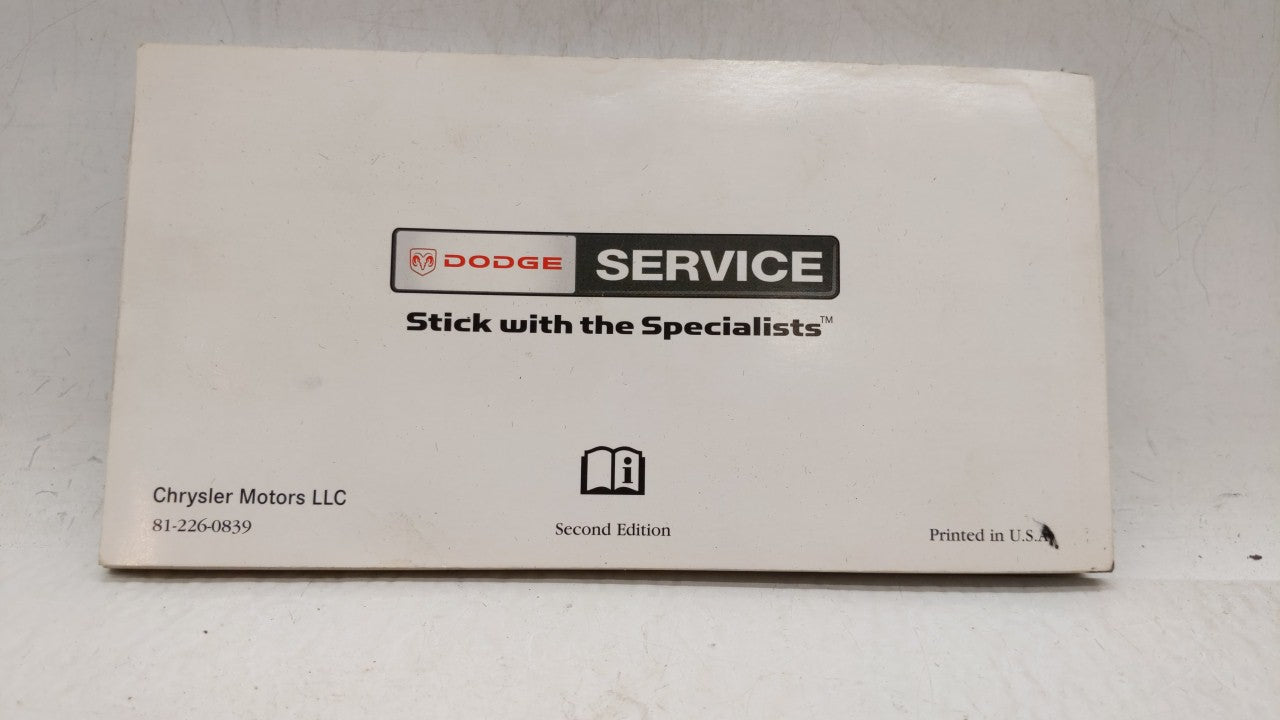 DODGE SERVICE
Stick with the Specialists™
i
Chrysler Motors LLC
81-226-0839
Second Edition
Printed in U.S.A